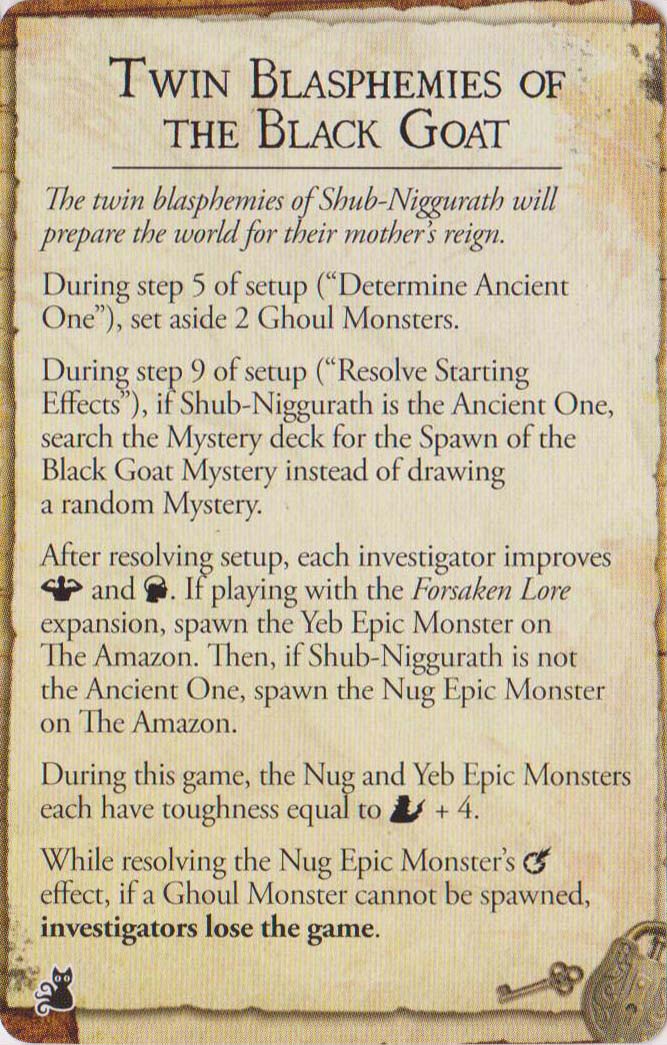 Twin Blasphemies of
the Black Goat
The twin blasphemies of Shub-Niggurath will
prepare the world for their mother's reign.
During step 5 of setup (“Determine Ancient
One”), set aside 2 Ghoul Monsters.
During step 9 of setup (“Resolve Starting
Effects”), if Shub-Niggurath is the Ancient One,
search the Mystery deck for the Spawn of the
Black Goat Mystery instead of drawing
a random Mystery.
After resolving setup, each investigator improves
and . If playing with the Forsaken Lore
expansion, spawn the Yeb Epic Monster on
The Amazon. Then, if Shub-Niggurath is not
the Ancient One, spawn the Nug Epic Monster
on The Amazon.
During this game, the Nug and Yeb Epic Monsters
each have toughness equal to + 4.
While resolving the Nug Epic Monster's
effect, if a Ghoul Monster cannot be spawned,
investigators lose the game.